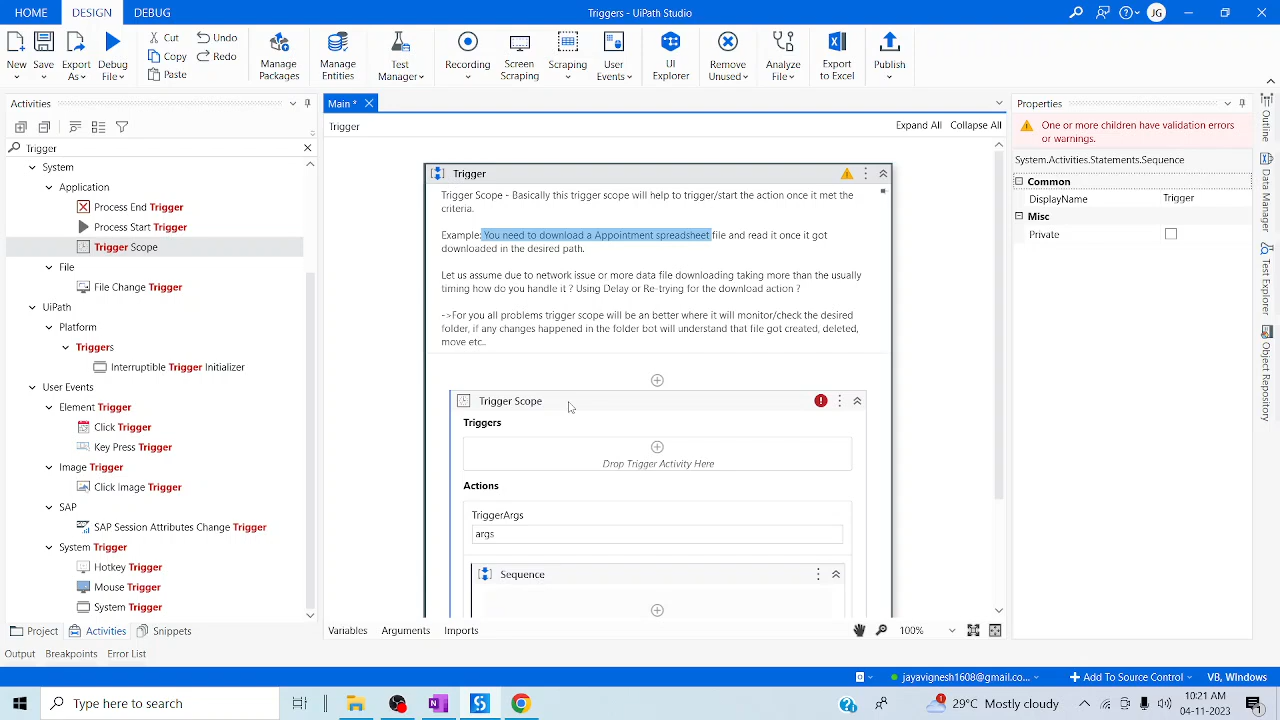 HOME DESIGN DEBUG
Triggers - UiPath Studio
JG
New
Save
Export As
Debug File
Cut
Copy
Paste
Undo
Redo
Manage Packages
Manage Entities
Test Manager
Recording
Screen Scraping
Scraping
User Events
UI Explorer
Remove Unused
Analyze File
Export to Excel
Publish
Activities
Trigger
System
Application
Process End Trigger
Process Start Trigger
Trigger Scope
File
File Change Trigger
UiPath
Platform
Triggers
Interruptible Trigger Initializer
User Events
Element Trigger
Click Trigger
Key Press Trigger
Image Trigger
Click Image Trigger
SAP
SAP Session Attributes Change Trigger
System Trigger
Hotkey Trigger
Mouse Trigger
System Trigger
Project Activities Snippets
Main *
Trigger
Expand All Collapse All
Trigger
Trigger Scope - Basically this trigger scope will help to trigger/start the action once it met the
criteria.
Example: You need to download a Appointment spreadsheet file and read it once it got
downloaded in the desired path.
Let us assume due to network issue or more data file downloading taking more than the usually
timing how do you handle it ? Using Delay or Re-trying for the download action ?
->For you all problems trigger scope will be an better where it will monitor/check the desired
folder, if any changes happened in the folder bot will understand that file got created, deleted,
move etc..
Trigger Scope
Triggers
Drop Trigger Activity Here
Actions
TriggerArgs
args
Sequence
Variables Arguments Imports
100%
Properties
One or more children have validation errors
or warnings.
System.Activities.Statements.Sequence
Common
DisplayName Trigger
Misc
Private
Outline
Data Manager
Test Explorer
Object Repository
Output Breakpoints Error List
jayavignesh1608@gmail.co...
Add To Source Control
VB, Windows
Type here to search
29°C Mostly cloudy
10:21 AM
04-11-2023
1